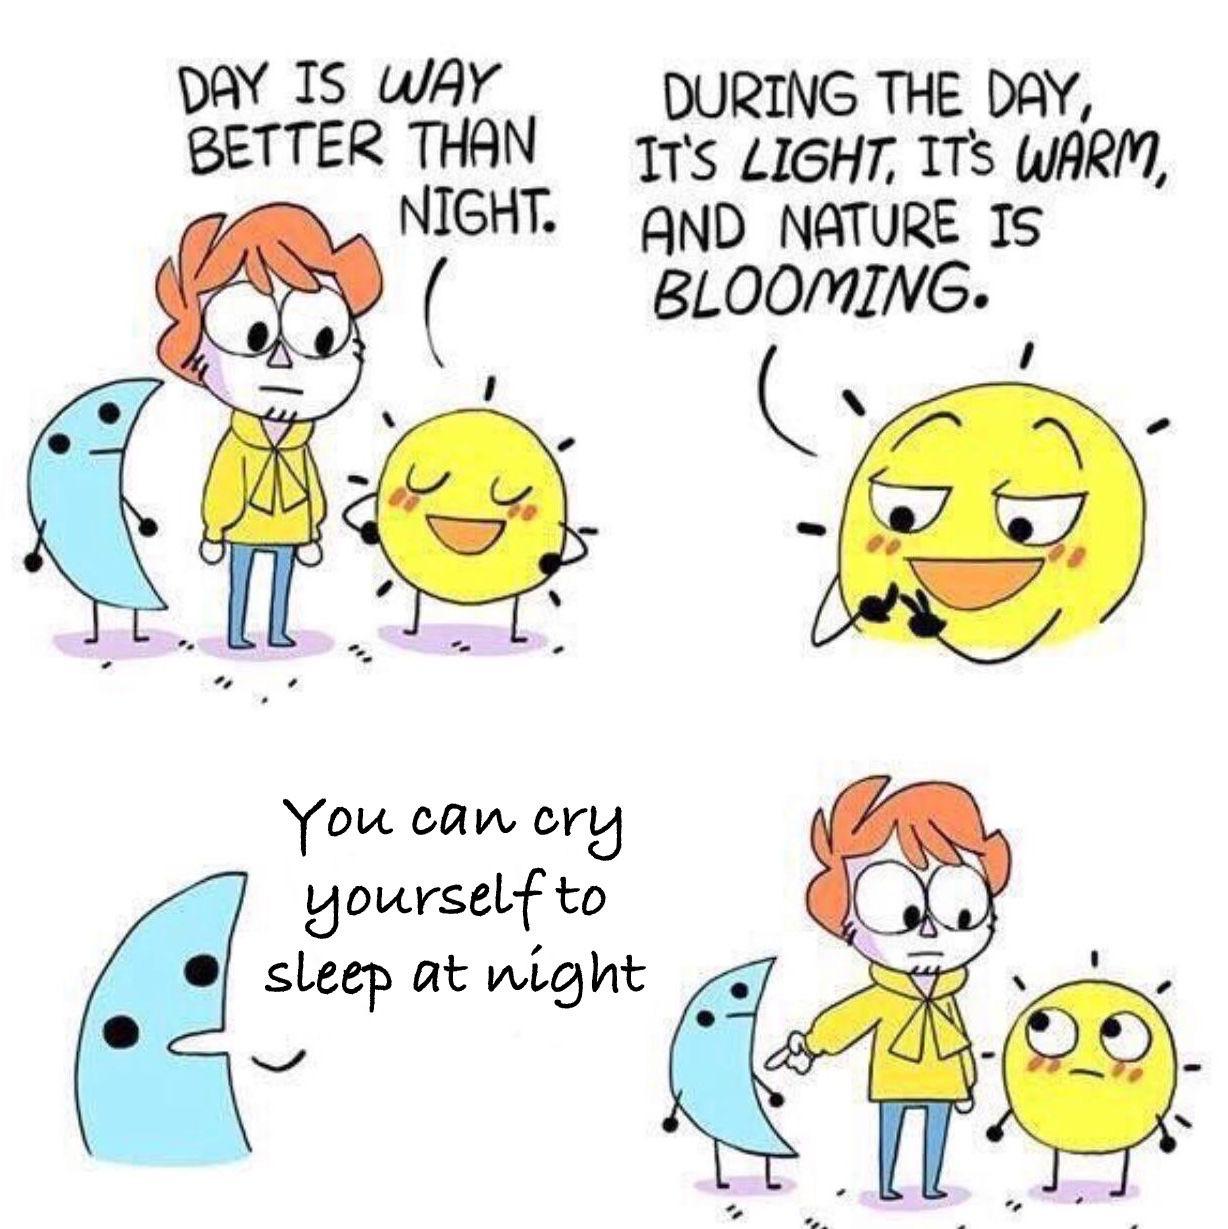 DAY IS WAY
BETTER THAN
NIGHT.
DURING THE DAY,
IT'S LIGHT, IT'S WARM,
AND NATURE IS
BLOOMING.
You can cry
yourself to
sleep at night